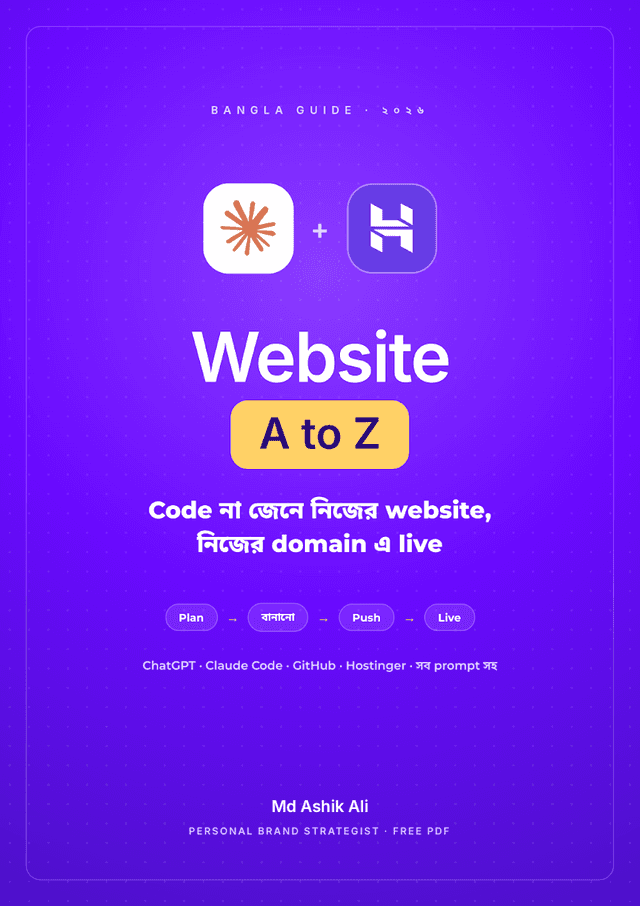 BANGLA GUIDE · ২০২৬
+
Website
A to Z
Code না জেনে নিজের website,
নিজের domain এ live
Plan → বানানো → Push → Live
ChatGPT · Claude Code · GitHub · Hostinger · সব prompt সহ
Md Ashik Ali
PERSONAL BRAND STRATEGIST · FREE PDF